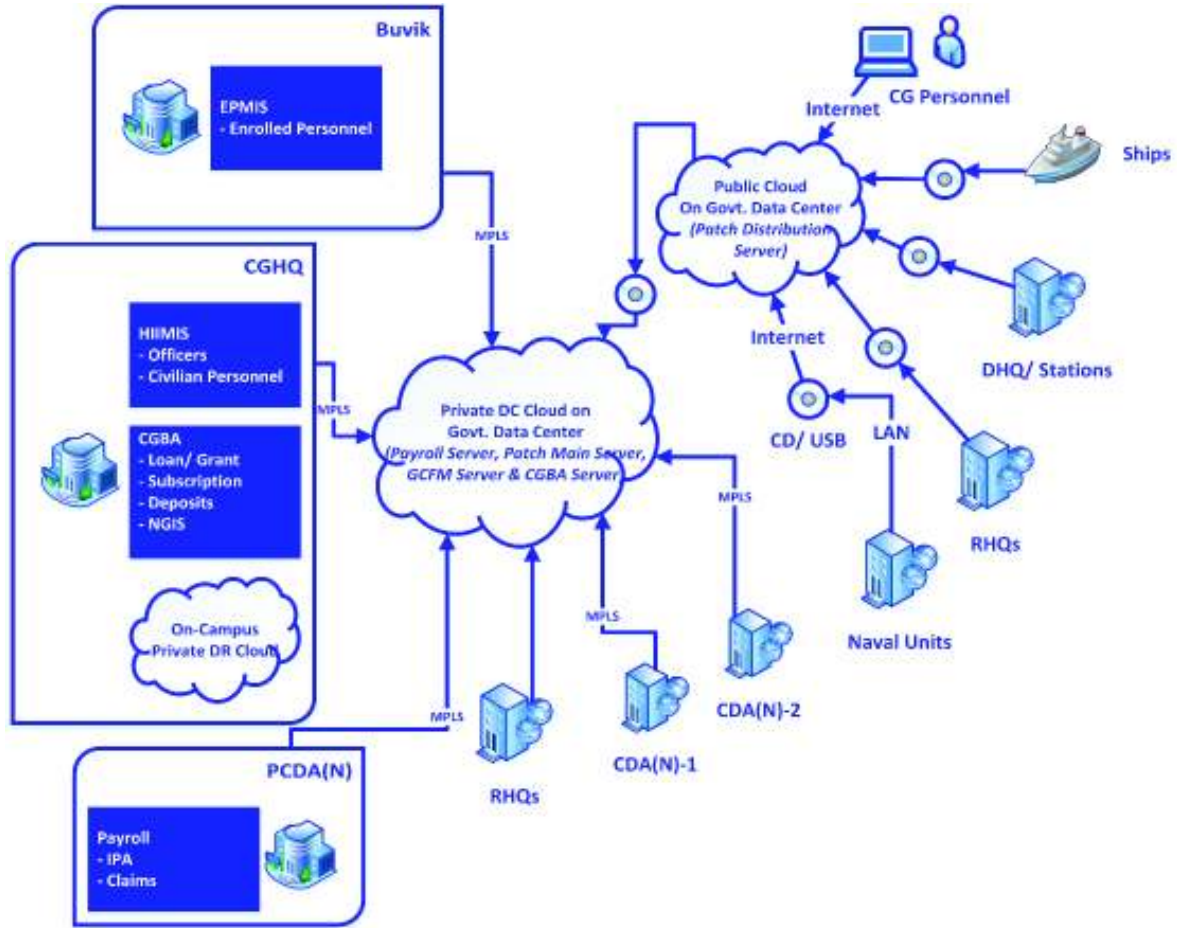 Buvik
EPMIS
- Enrolled Personnel
MPLS
CGHQ
HIIMIS
- Officers
- Civilian Personnel
CGBA
- Loan/ Grant
- Subscription
- Deposits
- NGIS
On-Campus
Private DR Cloud
MPLS
PCDA(N)
Payroll
- IPA
- Claims
MPLS
Private DC Cloud on
Govt. Data Center
(Payroll Server, Patch Main Server,
GCFM Server & CGBA Server)
RHQs
MPLS
CDA(N)-1
MPLS
CDA(N)-2
Public Cloud
On Govt. Data Center
(Patch Distribution
Server)
Internet
CG Personnel
Ships
DHQ/ Stations
RHQs
Internet
CD/ USB
LAN
Naval Units